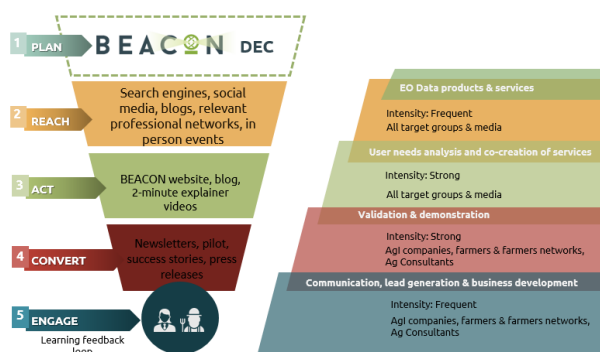 1
PLAN
BEACON DEC
2
REACH
Search engines, social
media, blogs, relevant
professional networks, in
person events
3
ACT
BEACON website, blog,
2-minute explainer
videos
4
CONVERT
Newsletters, pilot,
success stories, press
releases
5
ENGAGE
Learning feedback
loop
EO Data products & services
Intensity: Frequent
All target groups & media
User needs analysis and co-creation of services
Intensity: Strong
All target groups & media
Validation & demonstration
Intensity: Strong
AgI companies, farmers & farmers networks,
Ag Consultants
Communication, lead generation & business development
Intensity: Frequent
AgI companies, farmers & farmers networks,
Ag Consultants